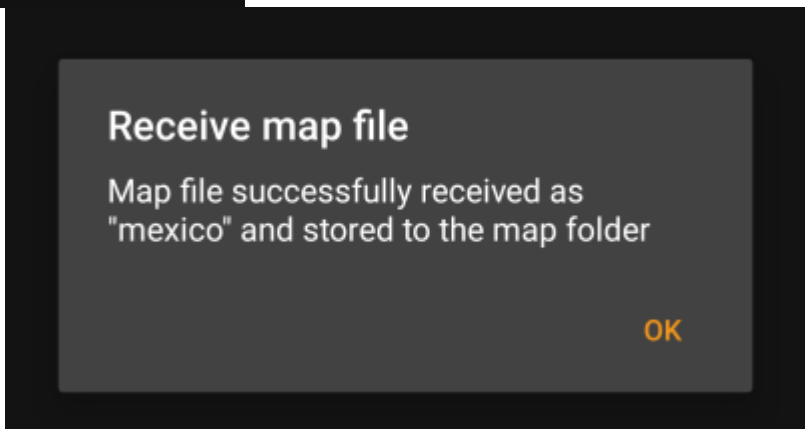 Receive map file
Map file successfully received as
"mexico" and stored to the map folder
OK